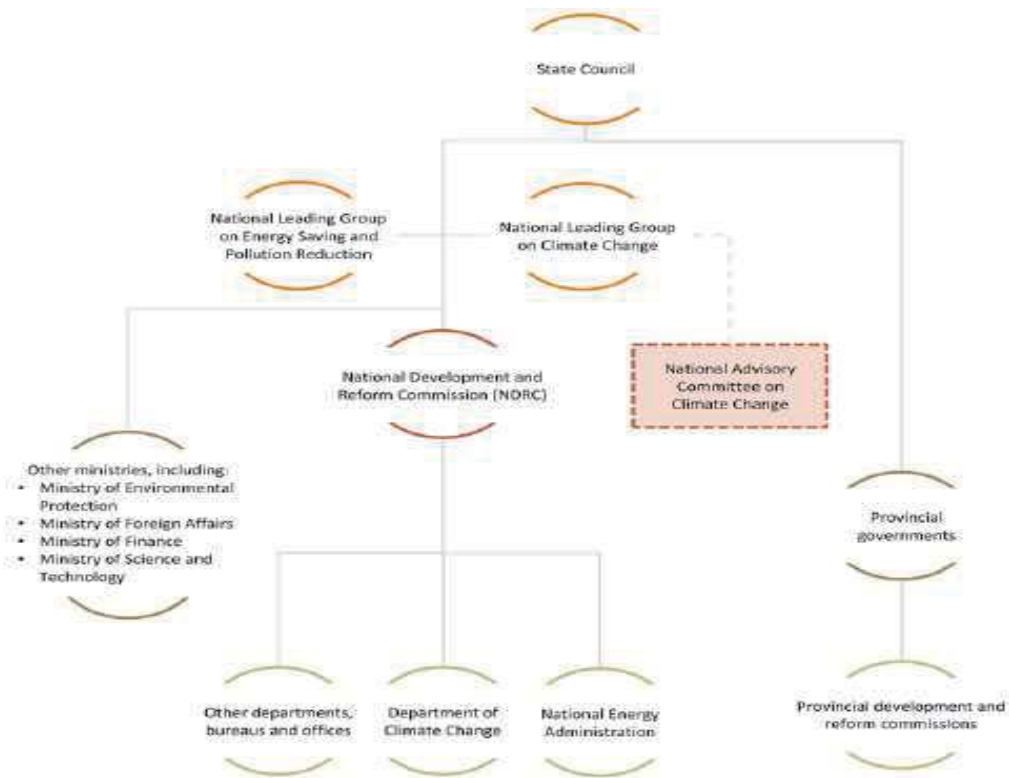 State Council
National Leading Group
on Energy Saving and
Pollution Reduction
National Leading Group
on Climate Change
National Development and
Reform Commission (NDRC)
National Advisory
Committee on
Climate Change
Other ministries, including:
• Ministry of Environmental
Protection
• Ministry of Foreign Affairs
• Ministry of Finance
• Ministry of Science and
Technology
Provincial
governments
Other departments,
bureaus and offices
Department of
Climate Change
National Energy
Administration
Provincial development and
reform commissions